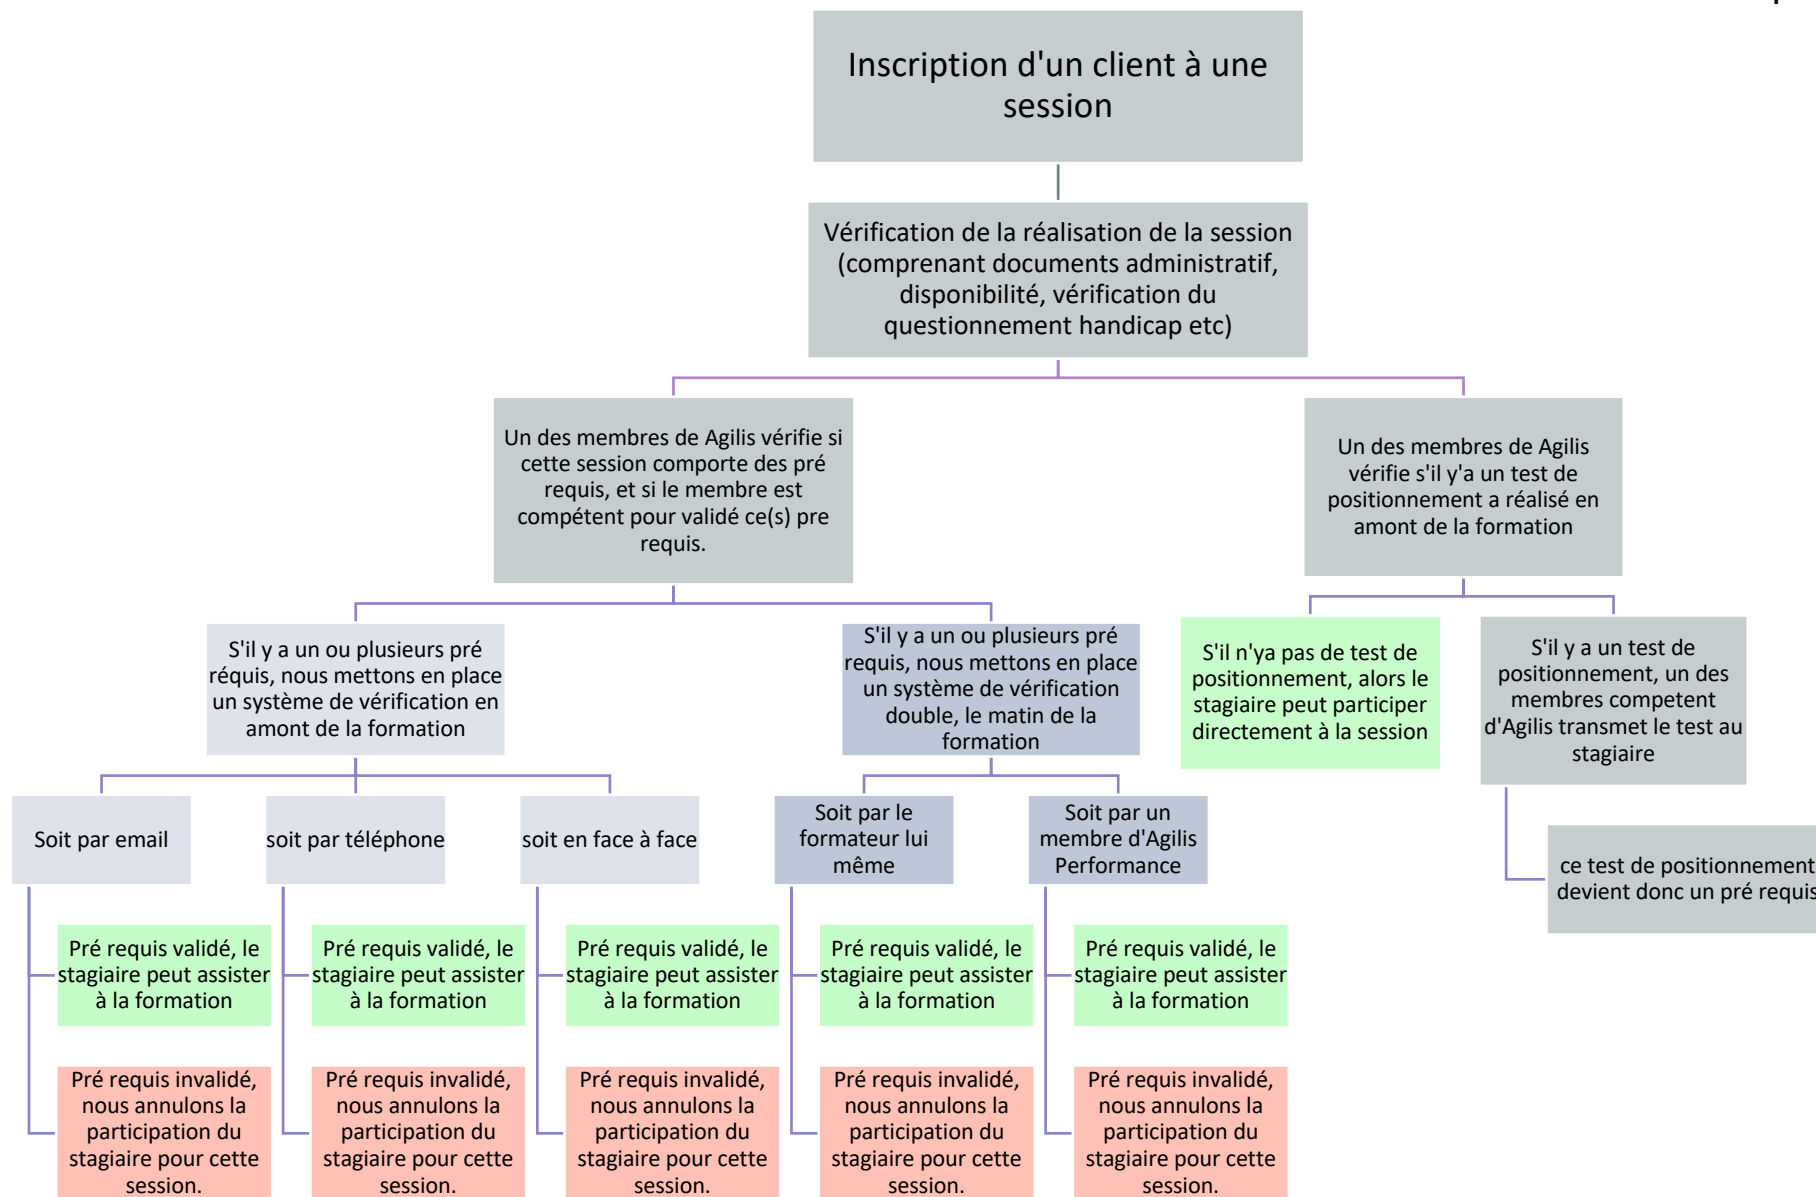 Inscription d'un client à une
session
Vérification de la réalisation de la session
(comprenant documents administratif,
disponibilité, vérification du
questionnement handicap etc)
Un des membres de Agilis vérifie si
cette session comporte des pré
requis, et si le membre est
compétent pour validé ce(s) pre
requis.
Un des membres de Agilis
vérifie s'il y'a un test de
positionnement a réalisé en
amont de la formation
S'il y a un ou plusieurs pré
réquis, nous mettons en place
un système de vérification en
amont de la formation
S'il y a un ou plusieurs pré
requis, nous mettons en place
un système de vérification
double, le matin de la
formation
S'il n'ya pas de test de
positionnement, alors le
stagiaire peut participer
directement à la session
S'il y a un test de
positionnement, un des
membres competent
d'Agilis transmet le test au
stagiaire
Soit par email
soit par téléphone
soit en face à face
Soit par le
formateur lui
même
Soit par un
membre d'Agilis
Performance
ce test de positionnement
devient donc un pré requis
Pré requis validé, le
stagiaire peut assister
à la formation
Pré requis validé, le
stagiaire peut assister
à la formation
Pré requis validé, le
stagiaire peut assister
à la formation
Pré requis validé, le
stagiaire peut assister
à la formation
Pré requis validé, le
stagiaire peut assister
à la formation
Pré requis invalidé,
nous annulons la
participation du
stagiaire pour cette
session.
Pré requis invalidé,
nous annulons la
participation du
stagiaire pour cette
session.
Pré requis invalidé,
nous annulons la
participation du
stagiaire pour cette
session.
Pré requis invalidé,
nous annulons la
participation du
stagiaire pour cette
session.
Pré requis invalidé,
nous annulons la
participation du
stagiaire pour cette
session.